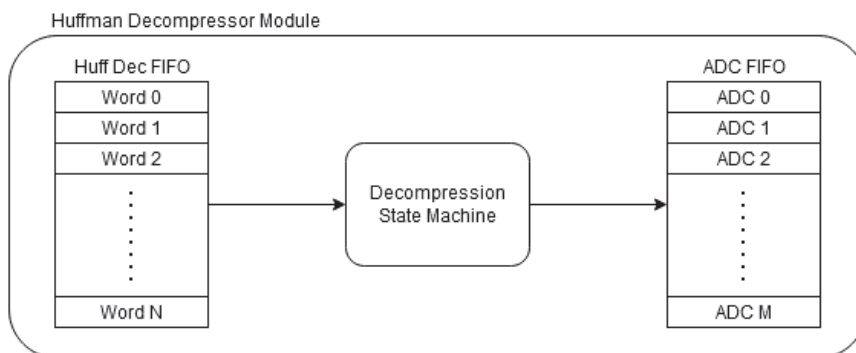 Huffman Decompressor Module
Huff Dec FIFO
Word 0
Word 1
Word 2
Word N
Decompression
State Machine
ADC FIFO
ADC 0
ADC 1
ADC 2
ADC M